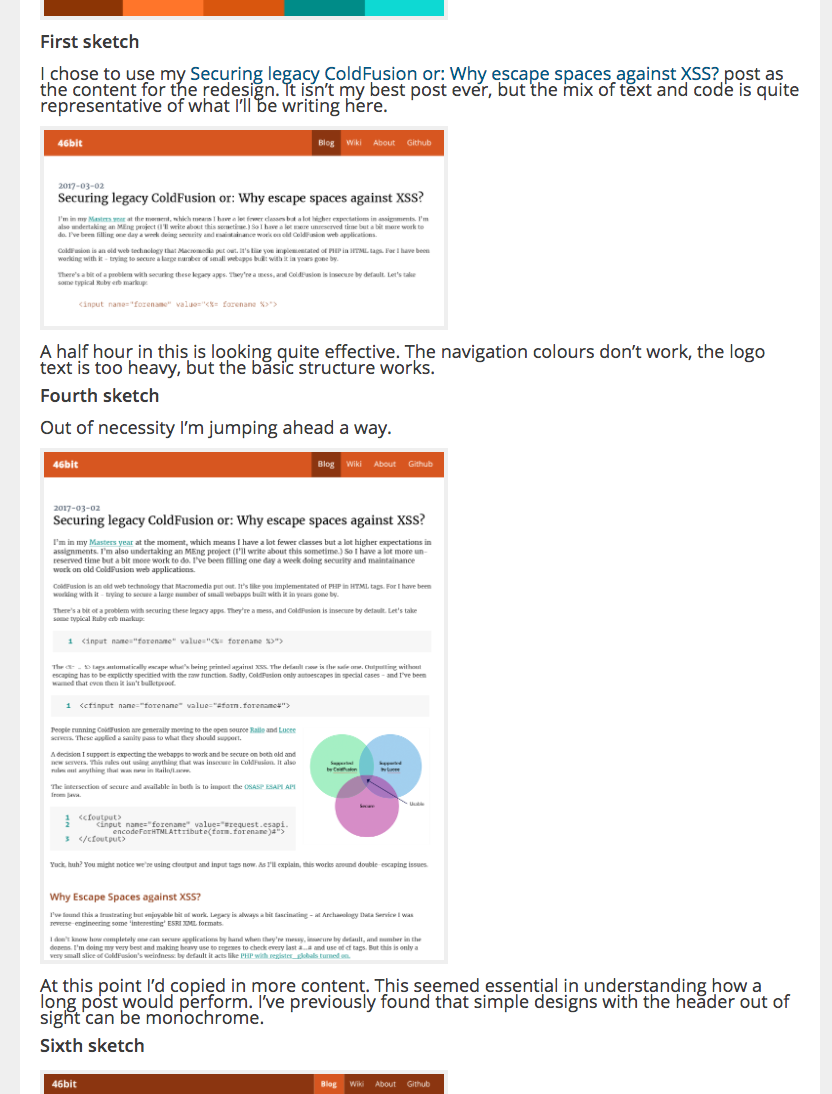 First sketch
I chose to use my Securing legacy ColdFusion or: Why escape spaces against XSS? post as
the content for the redesign. It isn't my best post ever, but the mix of text and code is quite
representative of what I'll be writing here.
46bit Blog Wiki About Github
2017-03-02
Securing legacy ColdFusion or: Why escape spaces against XSS?
I'm in my Masters year at the moment, which means I have a lot fewer classes but a lot higher expectations in assignments. I'm
also undertaking an MEng project (I'll write about this sometime.) So I have a lot more unreserved time but a bit more work to
do. I've been filling one day a week doing security and maintainance work on old ColdFusion web applications.
ColdFusion is an old web technology that Macromedia put out. It's like you implementated of PHP in HTML tags. For I have been
working with it - trying to secure a large number of small webapps built with it in years gone by.
There's a bit of a problem with securing these legacy apps. They're a mess, and ColdFusion is insecure by default. Let's take
some typical Ruby erb markup:
<input name="forename" value="<%= forename %>">
A half hour in this is looking quite effective. The navigation colours don't work, the logo
text is too heavy, but the basic structure works.
Fourth sketch
Out of necessity I'm jumping ahead a way.
46bit Blog Wiki About Github
2017-03-02
Securing legacy ColdFusion or: Why escape spaces against XSS?
I'm in my Masters year at the moment, which means I have a lot fewer classes but a lot higher expectations in
assignments. I'm also undertaking an MEng project (I'll write about this sometime.) So I have a lot more un-
reserved time but a bit more work to do. I've been filling one day a week doing security and maintainance
work on old ColdFusion web applications.
ColdFusion is an old web technology that Macromedia put out. It's like you implementated of PHP in HTML tags. For I have been
working with it - trying to secure a large number of small webapps built with it in years gone by.
There's a bit of a problem with securing these legacy apps. They're a mess, and ColdFusion is insecure by default. Let's take
some typical Ruby erb markup:
1 <input name="forename" value="<%= forename %>">
The <%= … %> tags automatically escape what's being printed against XSS. The default case is the safe one. Outputting without
escaping has to be explictly specified with the raw function. Sadly, ColdFusion only autoescapes in special cases - and I've been
warned that even then it isn't bulletproof.
1 <cfinput name="forename" value="#form.forename#">
People running ColdFusion are generally moving to the open source Railo and Lucee
servers. These applied a sanity pass to what they should support.
A decision I support is expecting the webapps to work and be secure on both old and
new servers. This rules out using anything that was insecure in ColdFusion. It also
rules out anything that was new in Railo/Lucee.
The intersection of secure and available in both is to import the OSASP ESAPI API
from Java.
Supported
by ColdFusion
Supported
by Lucee
Secure
Usable
1 <cfoutput>
2 <input name="forename" value="#request.esapi.
encodeForHTMLAttribute(form.forename)#">
3 </cfoutput>
Yuck, huh? You might notice we're using cfoutput and input tags now. As I'll explain, this works around double-escaping issues.
Why Escape Spaces against XSS?
I've found this a frustrating but enjoyable bit of work. Legacy is always a bit fascinating – at Archaeology Data Service I was
reverse-engineering some 'interesting' ESRI XML formats.
I don't know how completely one can secure applications by hand when they're messy, insecure by default, and number in the
dozens. I'm doing my very best and making heavy use to regexes to check every last #...# and use of cf tags. But this is only a
very small slice of ColdFusion's weirdness: by default it acts like PHP with register_globals turned on.
At this point I'd copied in more content. This seemed essential in understanding how a
long post would perform. I've previously found that simple designs with the header out of
sight can be monochrome.
Sixth sketch
46bit Blog Wiki About Github